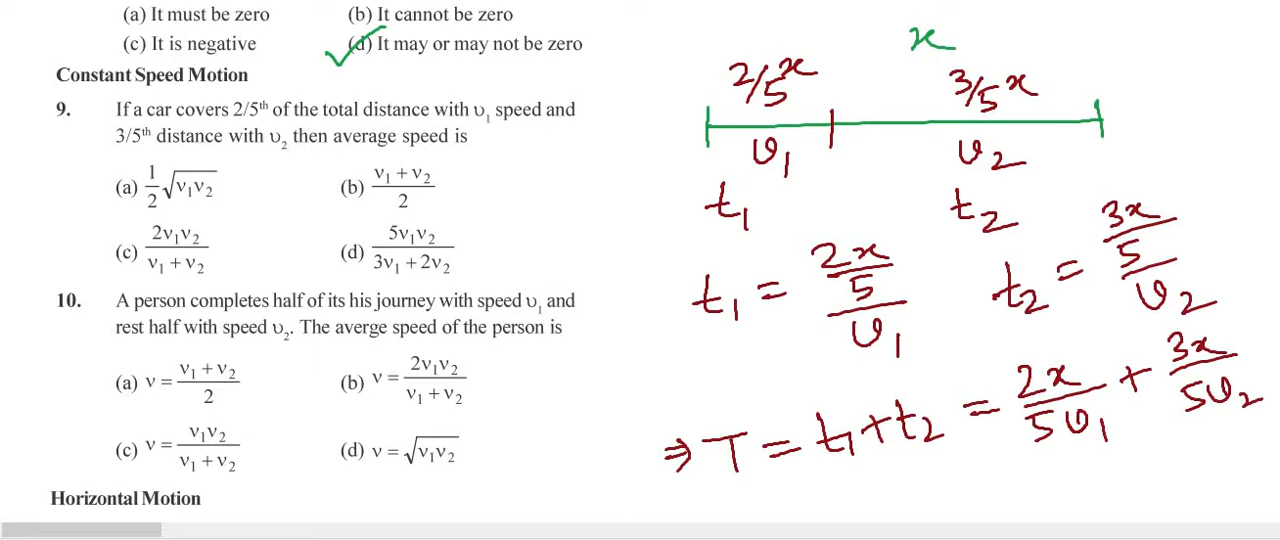 (a) It must be zero (b) It cannot be zero
(c) It is negative (d) It may or may not be zero
Constant Speed Motion
9. If a car covers 2/5ᵗʰ of the total distance with υ₁ speed and
3/5ᵗʰ distance with υ₂ then average speed is
(a) 1/2 √(v₁v₂) (b) (v₁ + v₂)/2
(c) 2v₁v₂/(v₁ + v₂) (d) 5v₁v₂/(3v₁ + 2v₂)
10. A person completes half of its his journey with speed υ₁ and
rest half with speed υ₂. The averge speed of the person is
(a) v = (v₁ + v₂)/2 (b) v = 2v₁v₂/(v₁ + v₂)
(c) v = v₁v₂/(v₁ + v₂) (d) v = √(v₁v₂)
Horizontal Motion
x
2/5 x 3/5 x
υ₁ υ₂
t₁ t₂
t₁ = (2x/5)/υ₁ t₂ = (3x/5)/υ₂
⇒ T = t₁ + t₂ = 2x/5υ₁ + 3x/5υ₂